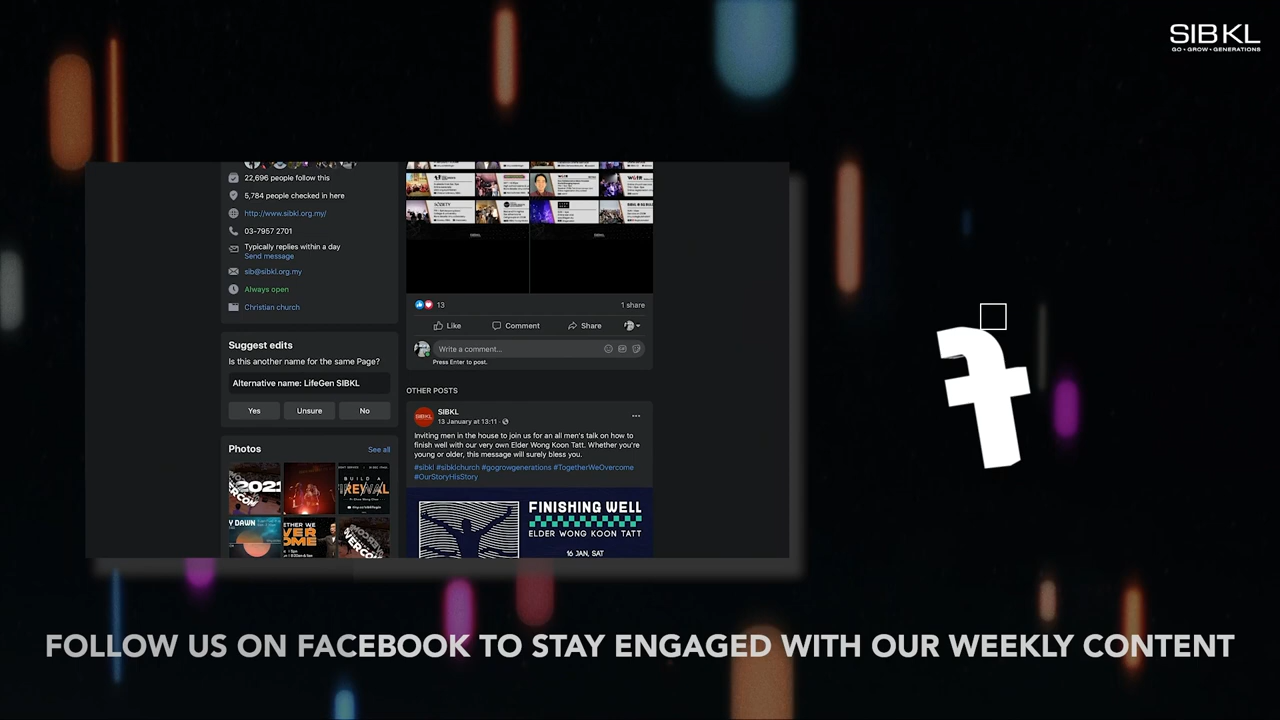 SIBKL
GO • GROW • GENERATIONS
22,696 people follow this
5,784 people checked in here
http://www.sibkl.org.my/
03-7957 2701
Typically replies within a day
Send message
sib@sibkl.org.my
Always open
Christian church
Suggest edits
Is this another name for the same Page?
Alternative name: LifeGen SIBKL
Yes Unsure No
Photos See all
2021
BUILD A
ETHER WE
OVER
OME
Y DAWN
13 1 share
Like Comment Share
Write a comment...
Press Enter to post.
OTHER POSTS
SIBKL
13 January at 13:11 ·
Inviting men in the house to join us for an all men's talk on how to
finish well with our very own Elder Wong Koon Tatt. Whether you're
young or older, this message will surely bless you.
#sibkl #sibklchurch #gogrowgenerations #TogetherWeOvercome
#OurStoryHisStory
FINISHING WELL
ELDER WONG KOON TATT
16 JAN, SAT
f
FOLLOW US ON FACEBOOK TO STAY ENGAGED WITH OUR WEEKLY CONTENT